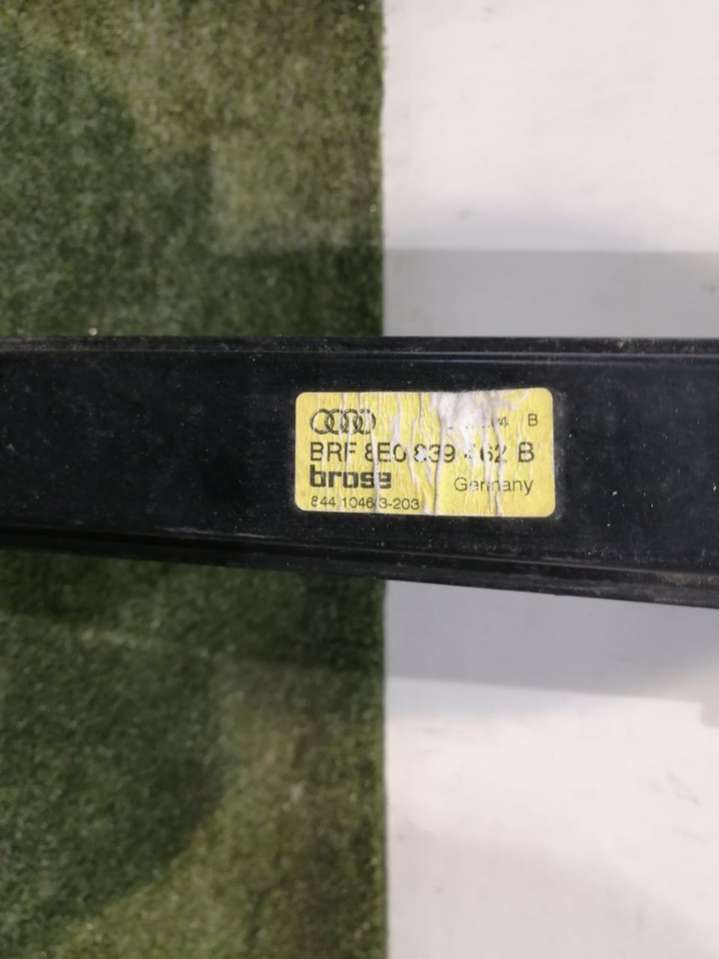 B
BRF 8E0 839 462 B
brose Germany
844 1046/3-203